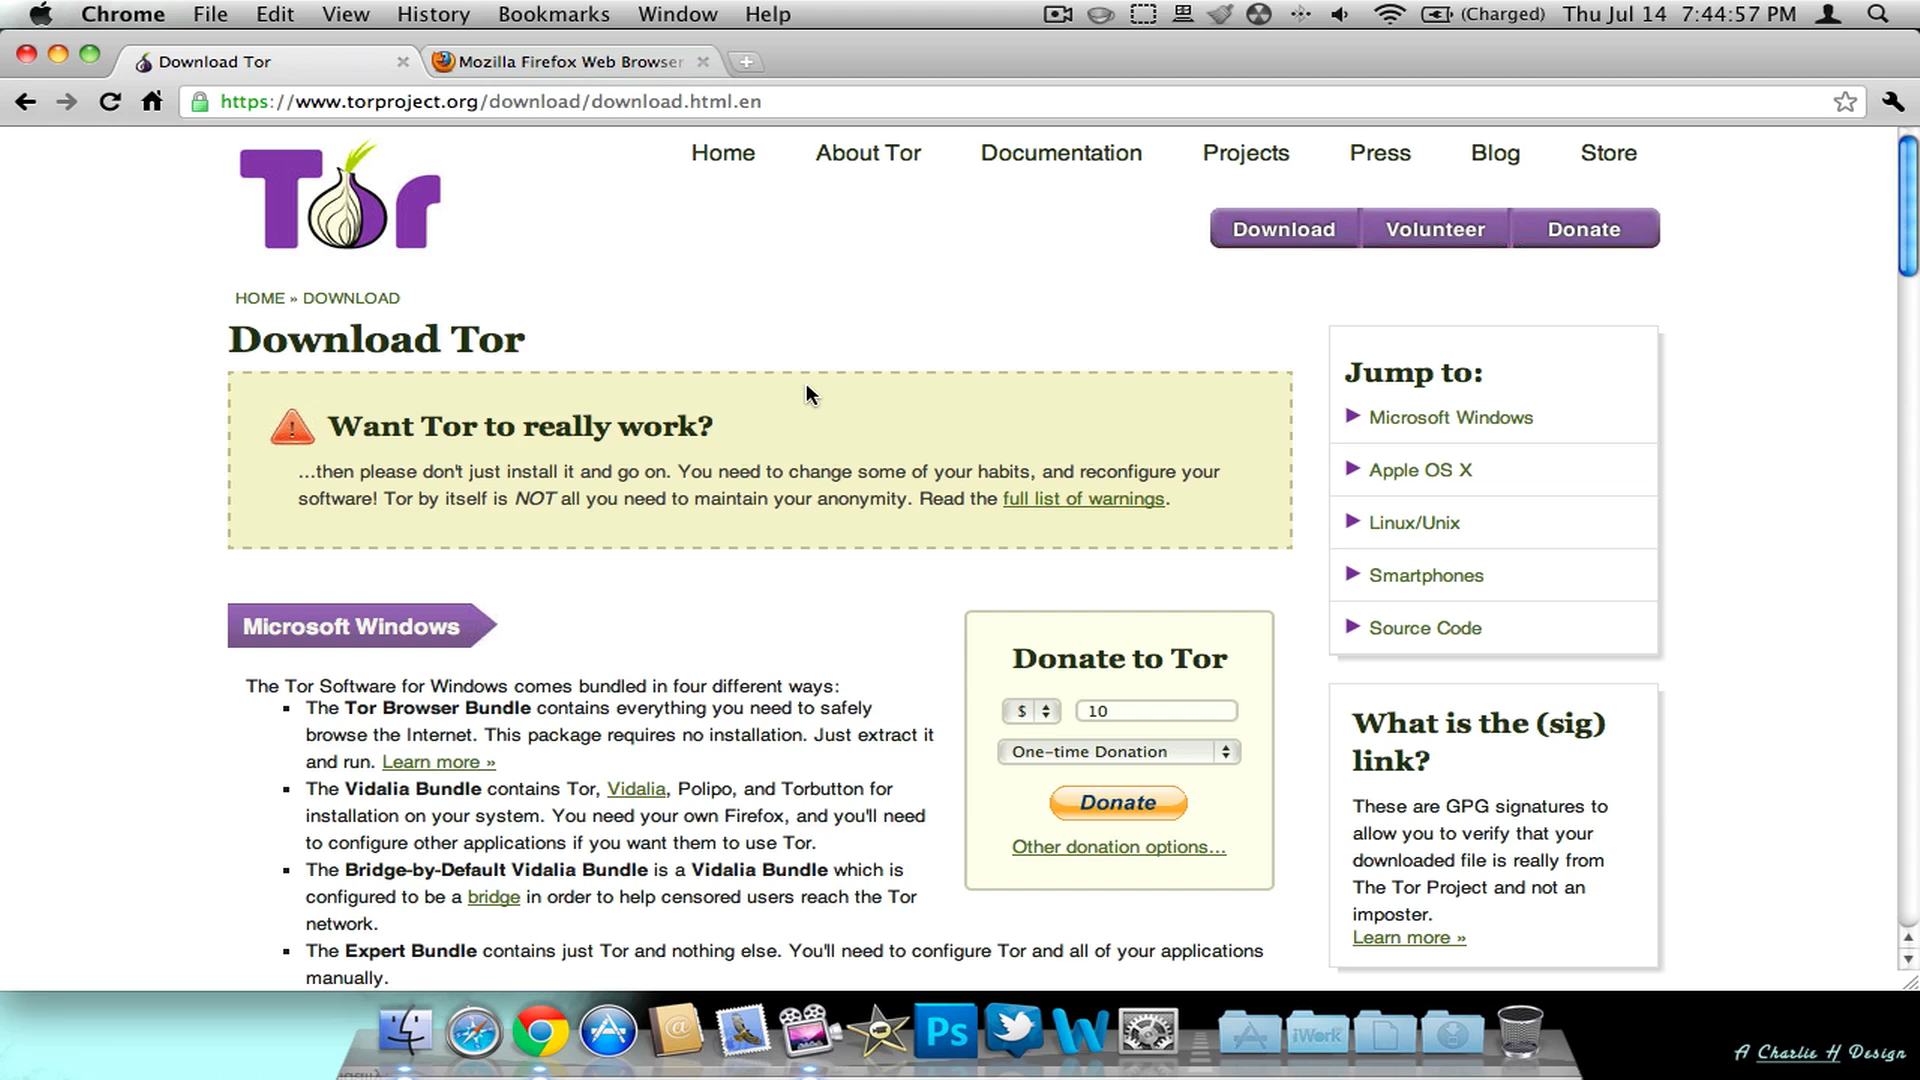 Chrome File Edit View History Bookmarks Window Help (Charged) Thu Jul 14 7:44:57 PM
Download Tor Mozilla Firefox Web Browser
https://www.torproject.org/download/download.html.en
Tor
Home About Tor Documentation Projects Press Blog Store
Download Volunteer Donate
HOME » DOWNLOAD
Download Tor
Want Tor to really work?
...then please don't just install it and go on. You need to change some of your habits, and reconfigure your
software! Tor by itself is NOT all you need to maintain your anonymity. Read the full list of warnings.
Microsoft Windows
The Tor Software for Windows comes bundled in four different ways:
The Tor Browser Bundle contains everything you need to safely
browse the Internet. This package requires no installation. Just extract it
and run. Learn more »
The Vidalia Bundle contains Tor, Vidalia, Polipo, and Torbutton for
installation on your system. You need your own Firefox, and you'll need
to configure other applications if you want them to use Tor.
The Bridge-by-Default Vidalia Bundle is a Vidalia Bundle which is
configured to be a bridge in order to help censored users reach the Tor
network.
The Expert Bundle contains just Tor and nothing else. You'll need to configure Tor and all of your applications
manually.
Donate to Tor
$ 10
One-time Donation
Donate
Other donation options...
Jump to:
Microsoft Windows
Apple OS X
Linux/Unix
Smartphones
Source Code
What is the (sig)
link?
These are GPG signatures to
allow you to verify that your
downloaded file is really from
The Tor Project and not an
imposter.
Learn more »
Ps W iWork
A Charlie H Design